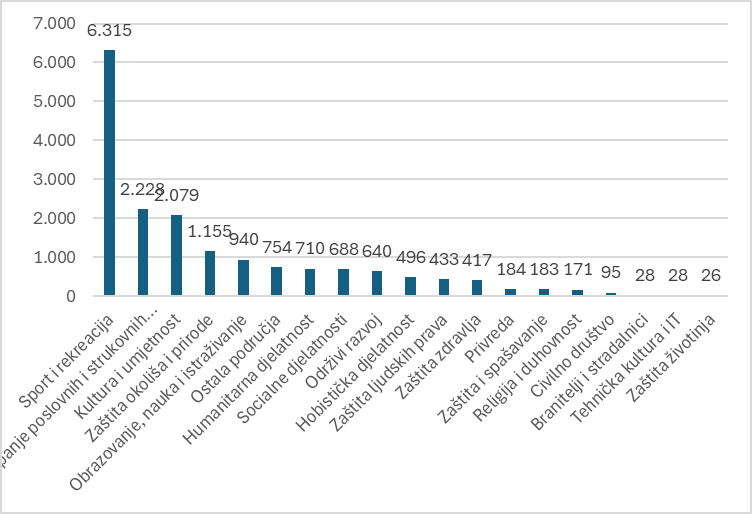 7.000
6.000
5.000
4.000
3.000
2.000
1.000
0
6.315
2.228
2.079
1.155
940
754
710
688
640
496
433
417
184
183
171
95
28
28
26
Sport i rekreacija
poslovnih i strukovnih…
Kultura i umjetnost
Zaštita okoliša i prirode
Obrazovanje, nauka i istraživanje
Ostala područja
Humanitarna djelatnost
Socialne djelatnosti
Održivi razvoj
Hobistička djelatnost
Zaštita ljudskih prava
Zaštita zdravlja
Privreda
Zaštita i spašavanje
Religija i duhovnost
Civilno društvo
Branitelji i stradalnici
Tehnička kultura i IT
Zaštita životinja